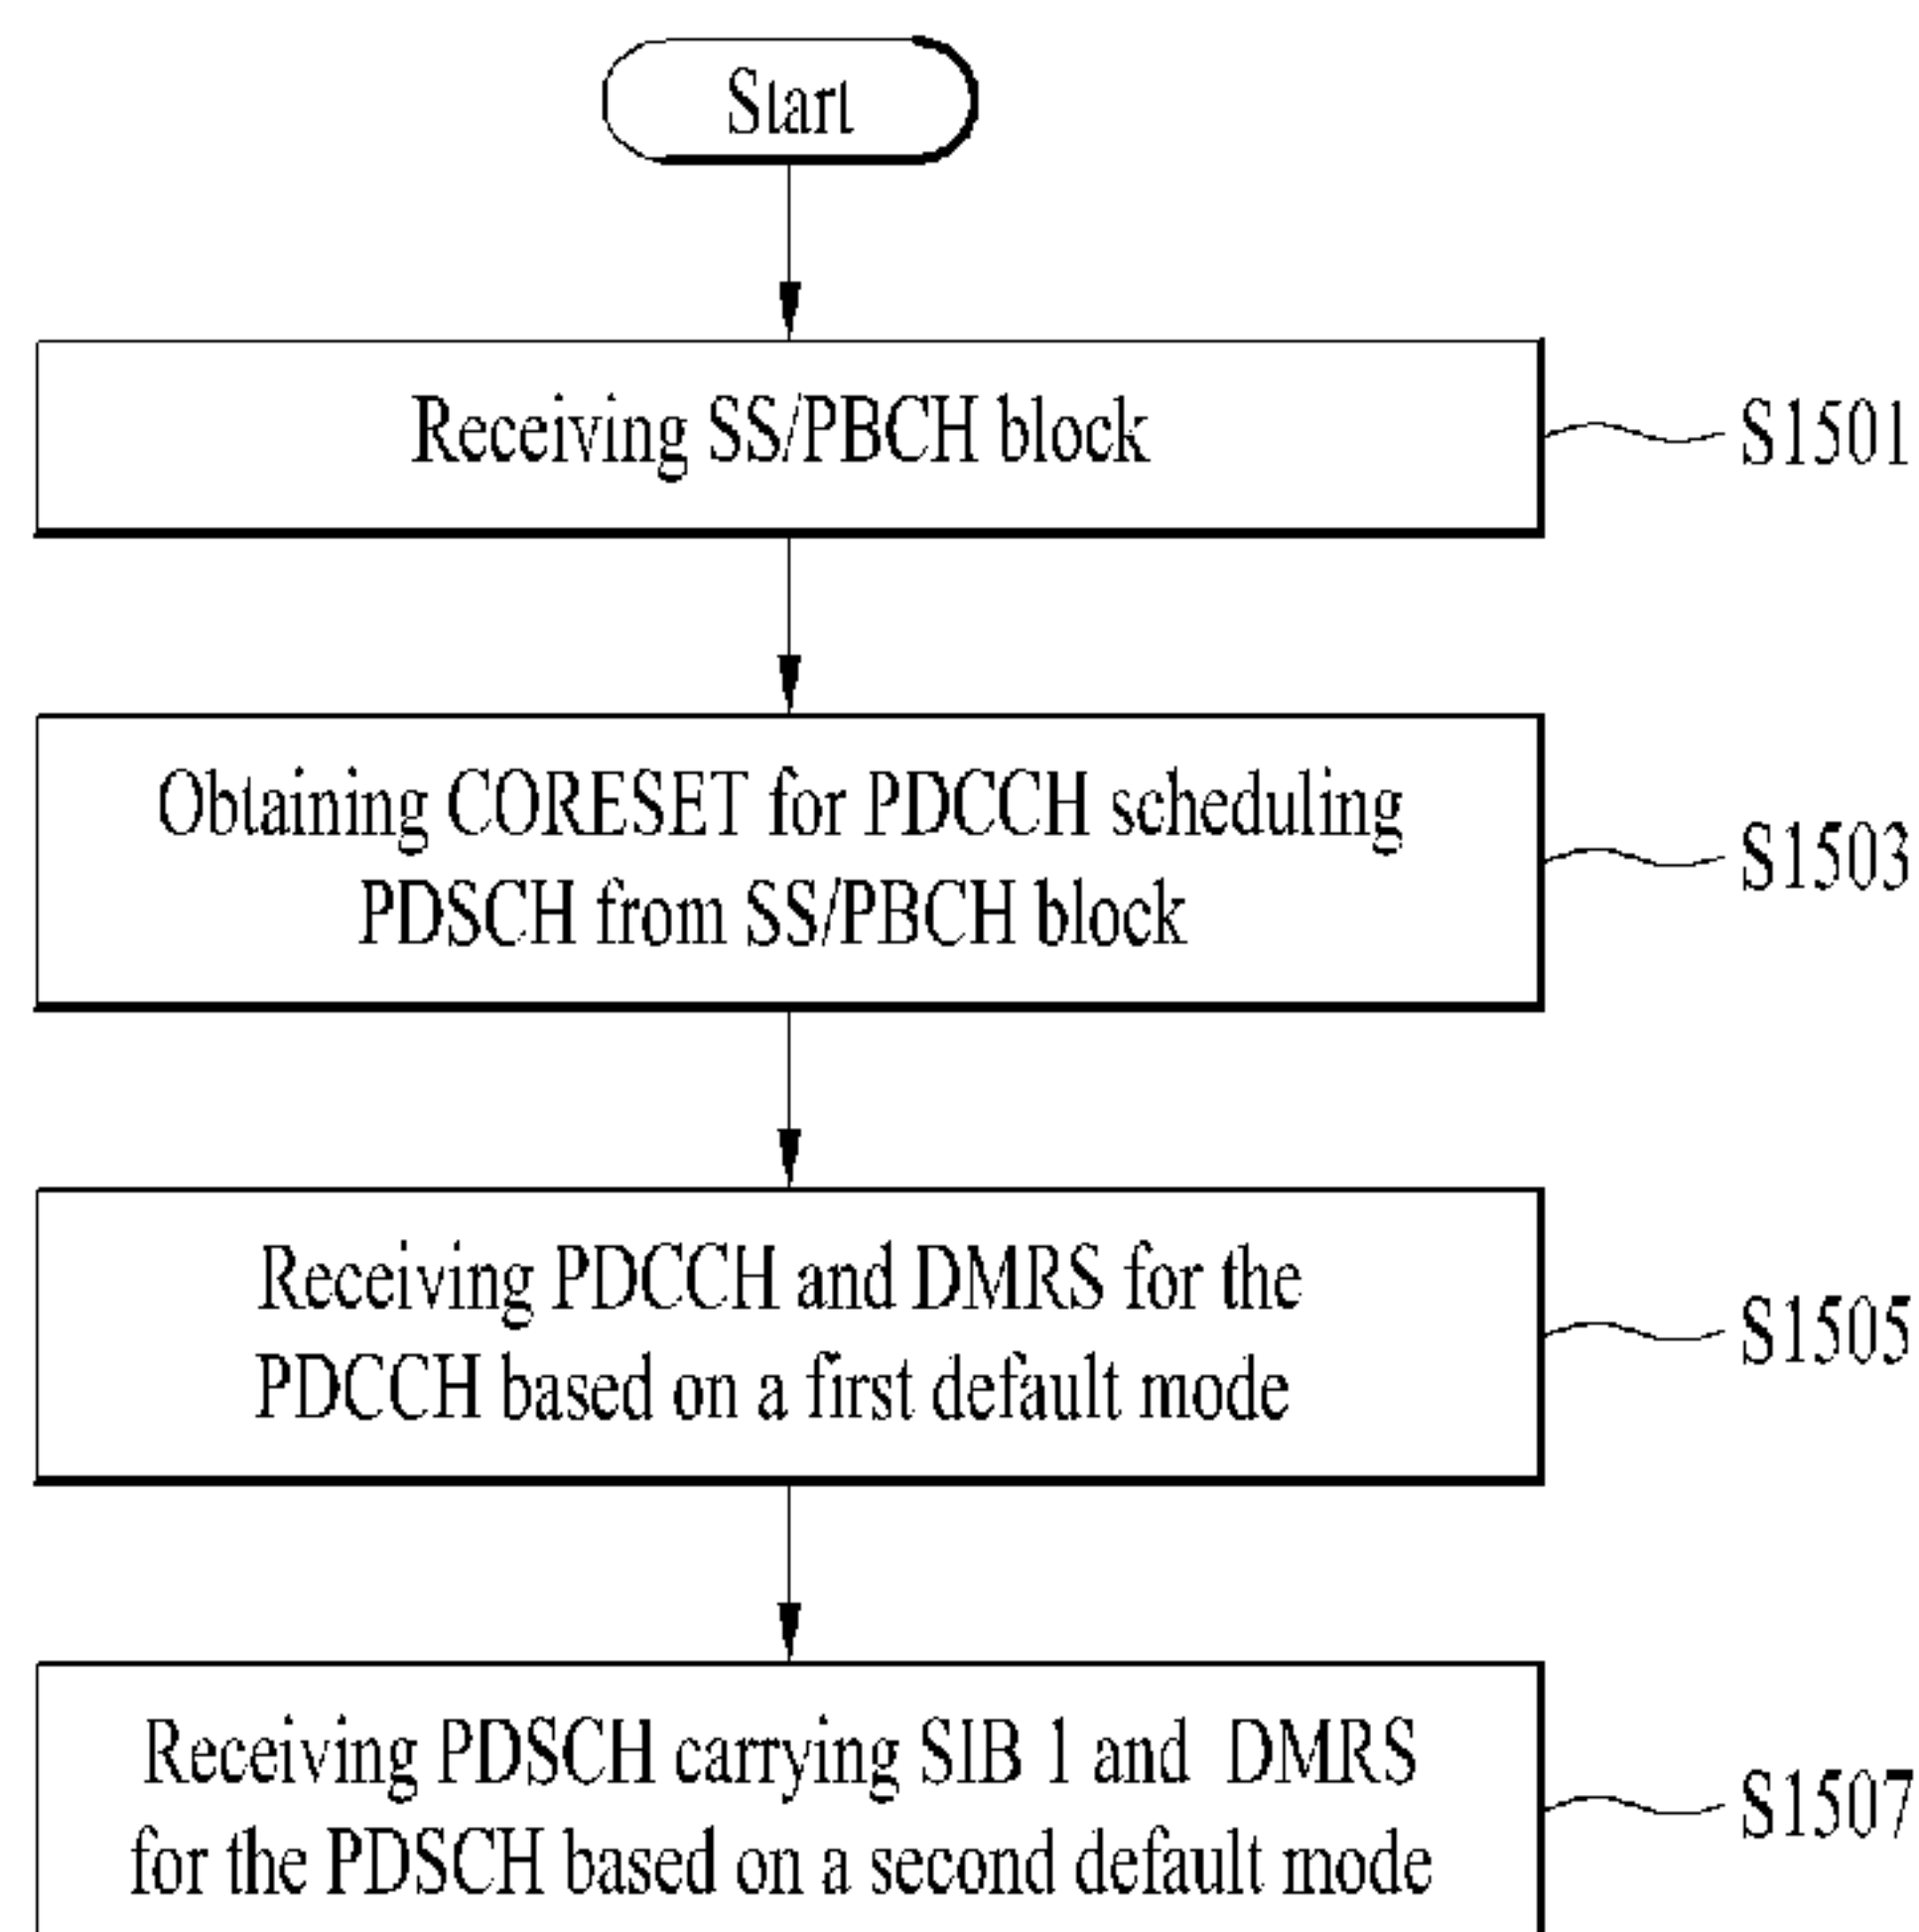 Start
Receiving SS/PBCH block
S1501
Obtaining CORESET for PDCCH scheduling
PDSCH from SS/PBCH block
S1503
Receiving PDCCH and DMRS for the
PDCCH based on a first default mode
S1505
Receiving PDSCH carrying SIB 1 and DMRS
for the PDSCH based on a second default mode
S1507